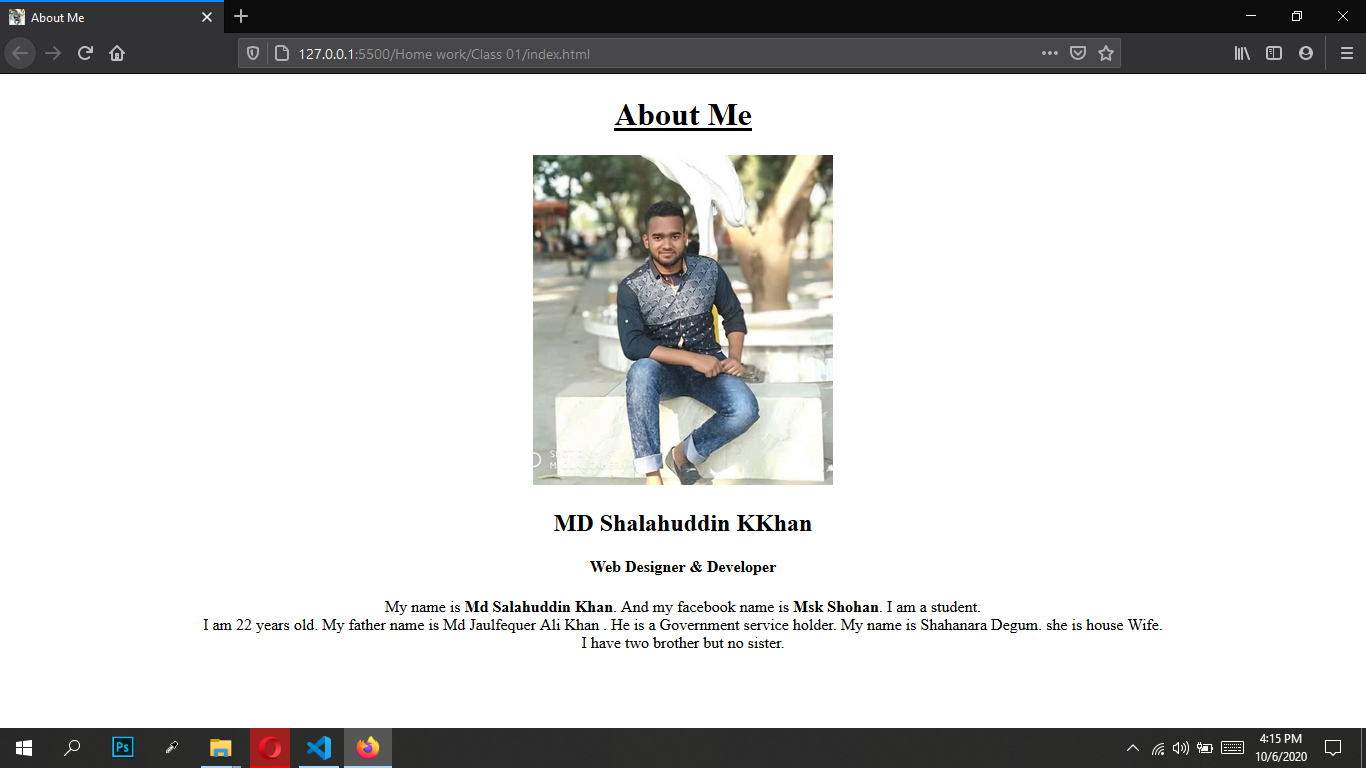 About Me
127.0.0.1:5500/Home work/Class 01/index.html
About Me
MD Shalahuddin KKhan
Web Designer & Developer
My name is Md Salahuddin Khan. And my facebook name is Msk Shohan. I am a student.
I am 22 years old. My father name is Md Jaulfequer Ali Khan . He is a Government service holder. My name is Shahanara Degum. she is house Wife.
I have two brother but no sister.
Ps
4:15 PM
10/6/2020